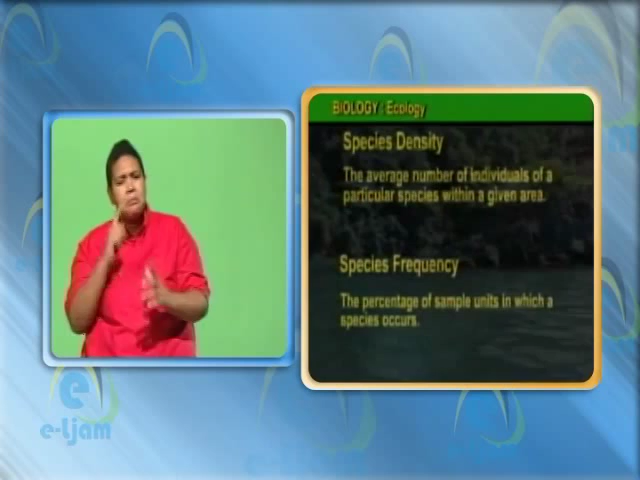 BIOLOGY : Ecology
Species Density
The average number of individuals of a
particular species within a given area.
Species Frequency
The percentage of sample units in which a
species occurs.
e
e-Ljam